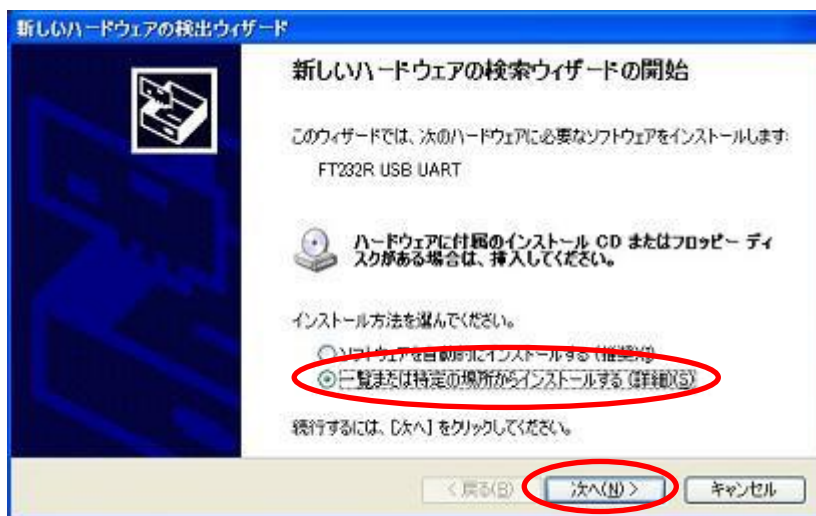 新しいハードウェアの検出ウィザード
新しいハードウェアの検索ウィザードの開始
このウィザードでは、次のハードウェアに必要なソフトウェアをインストールします:
FT232R USB UART
ハードウェアに付属のインストール CD またはフロッピー ディ
スクがある場合は、挿入してください。
インストール方法を選んでください。
ソフトウェアを自動的にインストールする (推奨)(I)
一覧または特定の場所からインストールする (詳細)(S)
続行するには、[次へ] をクリックしてください。
< 戻る(B) 次へ(N) > キャンセル